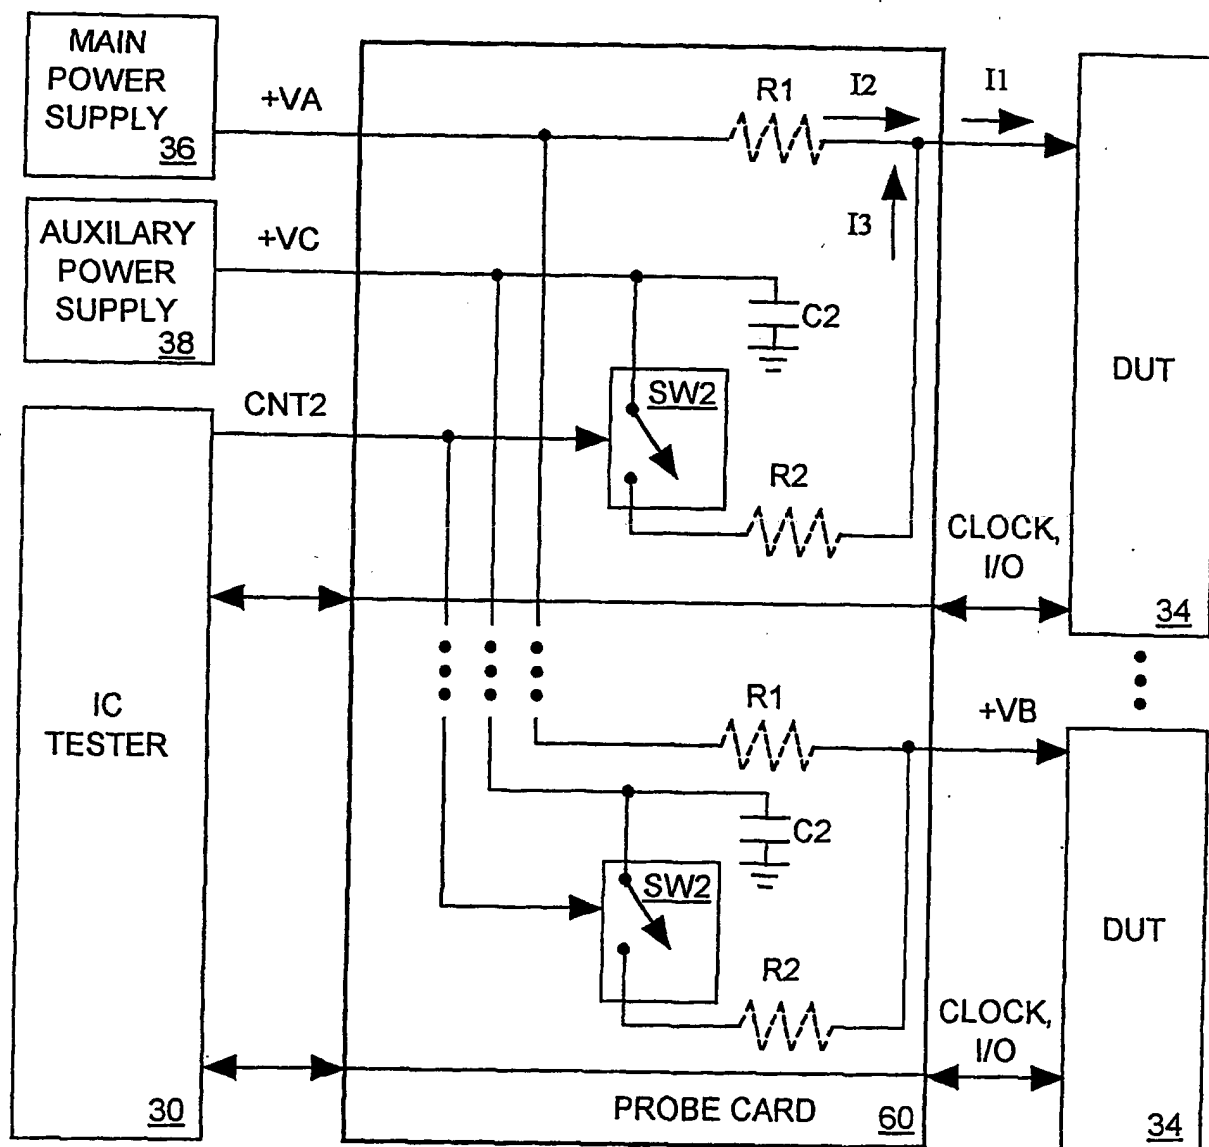 MAIN
POWER
SUPPLY
36
+VA
R1
I2
I1
I3
AUXILARY
POWER
SUPPLY
38
+VC
C2
DUT
CNT2
SW2
R2
CLOCK,
I/O
34
IC
TESTER
R1
+VB
C2
SW2
DUT
R2
CLOCK,
I/O
30
PROBE CARD
60
34